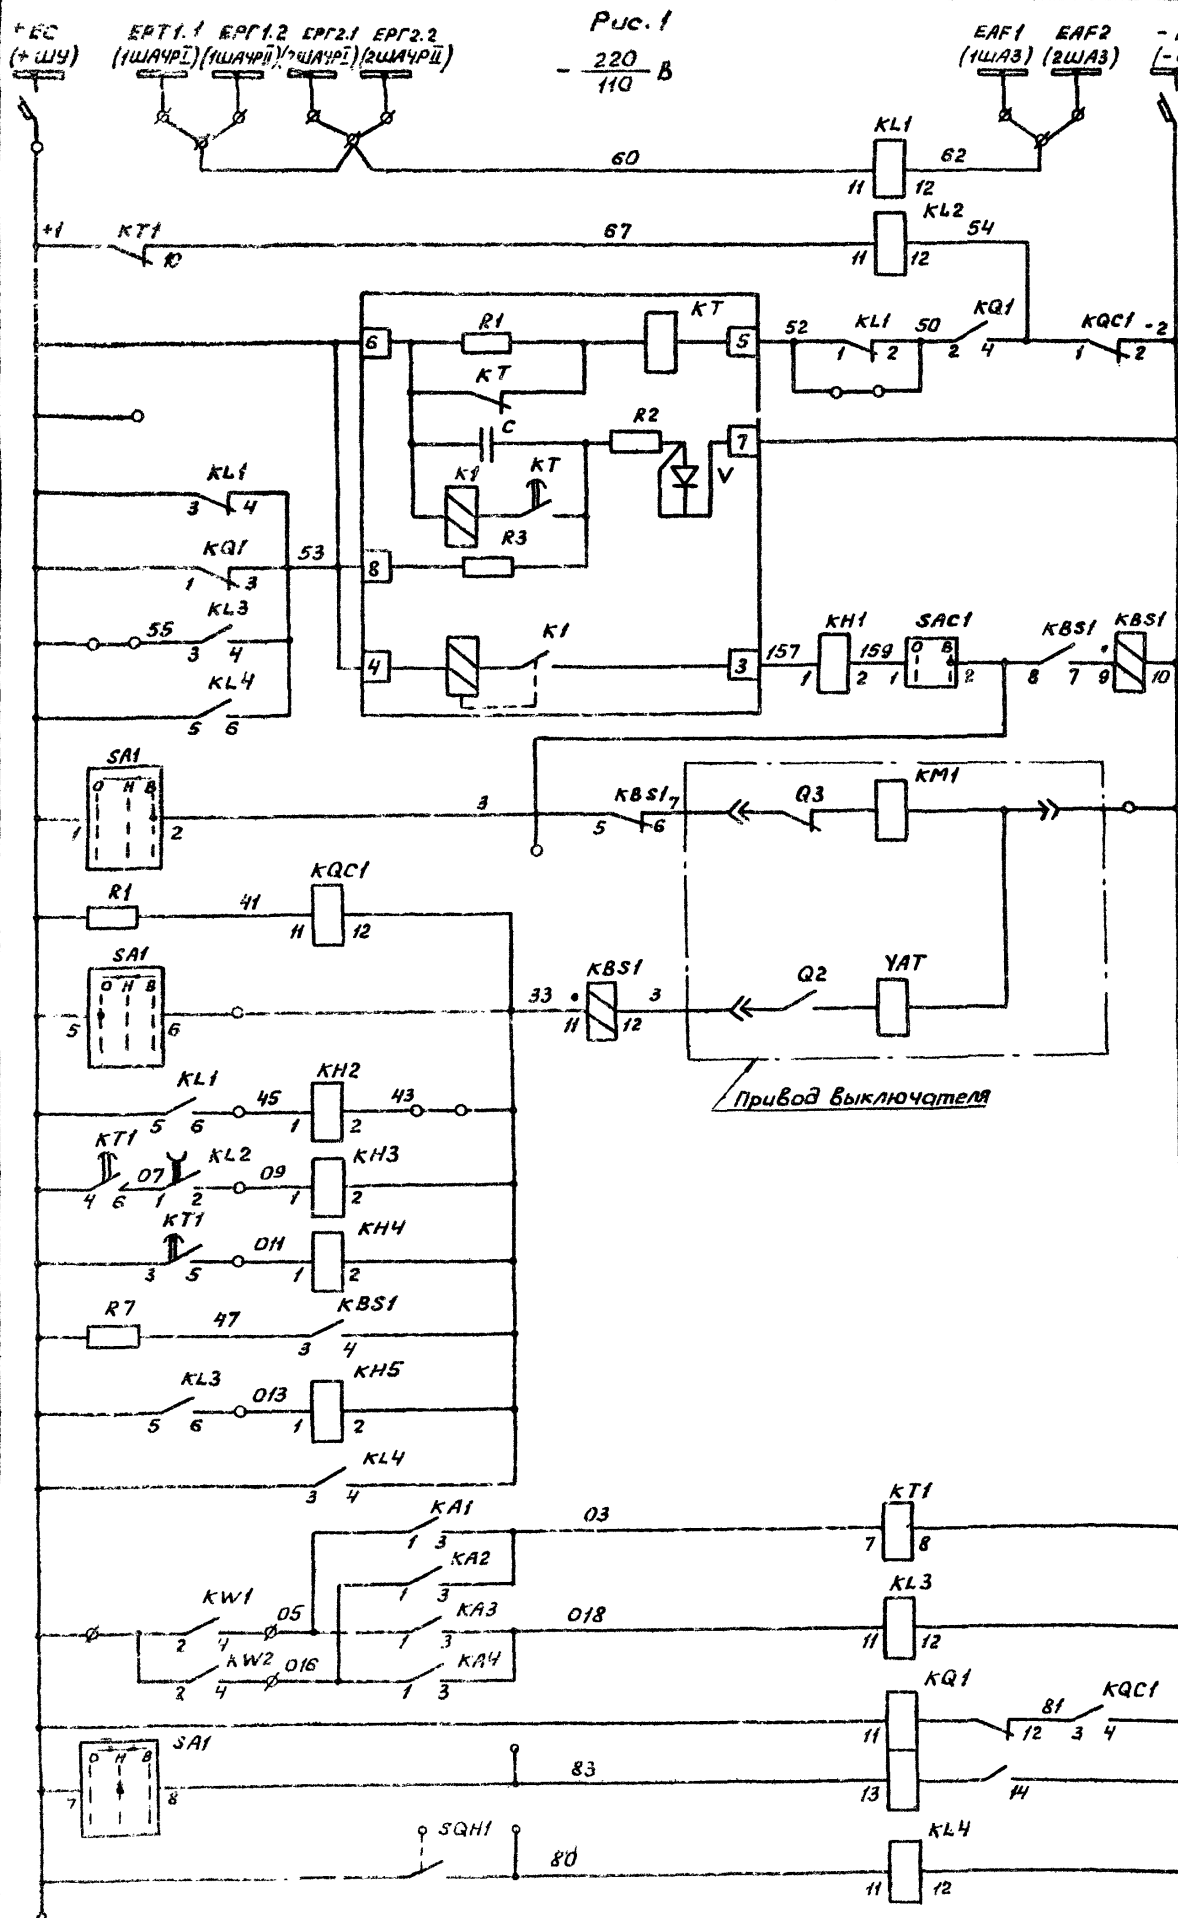 Рис. 1
+ЕС ЕРТ1.1 ЕРГ1.2 ЕРГ2.1 ЕРГ2.2 ЕАF1 ЕАF2
(+ШУ) (1ШАЧРI) (1ШАЧРII) (2ШАЧРI) (2ШАЧРII) (1ША3) (2ША3)
- 220/110 В
KL1
60 62
11 12
KL2
+1 KT1 67 54
10 11 12
KT
6 R1 5 52 KL1 50 KQ1 KQC1 -2
1 2 2 4 1 2
KT
C R2
7
KL1 K1 KT V
3 4
R3
KQ1 53
1 3 8
KL3
55
3 4
K1 KH1 SAC1 KBS1 KBS1
4 3 157 159 О В
1 2 1 2 8 7 9 10
KL4
5 6
SA1
О Н В
KM1
3 KBS1 7 Q3
1 2 5 6
KQC1
R1 41
11 12
SA1
О Н В
KBS1 Q2 YAT
33 3
5 6 11 12
Привод выключателя
KL1 KH2
45 43
5 6 1 2
KT1 KL2 KH3
07 09
4 6 1 2 1 2
KT1 KH4
011
3 5 1 2
R7 47 KBS1
3 4
KL3 KH5
013
5 6 1 2
KL4
3 4
KA1 03 KT1
1 3 7 8
KA2
1 3
KW1 05 KA3 018 KL3
2 4 1 3 11 12
KW2 016 KA4
2 4 1 3
KQ1 81 KQC1
11 12 3 4
SA1
О Н В
83
7 8 13 14
SQH1 80 KL4
11 12